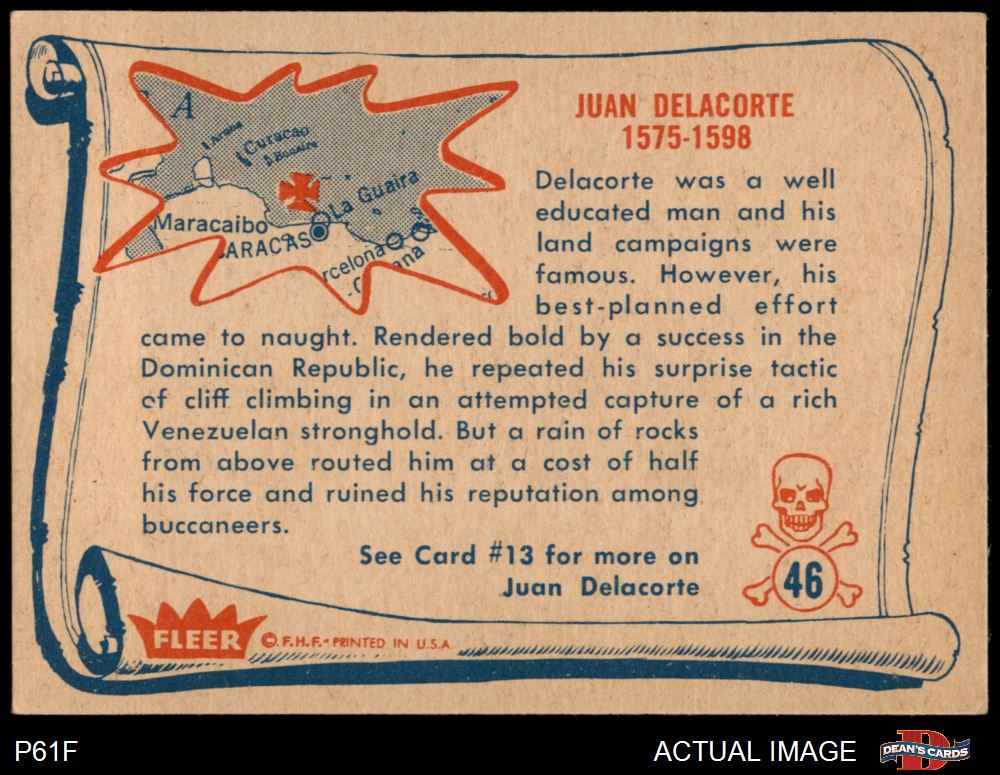 A
Aruba
Curacao
Bonaire
La Guaira
Maracaibo
CARACAS
rcelona
ana
JUAN DELACORTE
1575-1598
Delacorte was a well
educated man and his
land campaigns were
famous. However, his
best-planned effort
came to naught. Rendered bold by a success in the
Dominican Republic, he repeated his surprise tactic
of cliff climbing in an attempted capture of a rich
Venezuelan stronghold. But a rain of rocks
from above routed him at a cost of half
his force and ruined his reputation among
buccaneers.
See Card #13 for more on
Juan Delacorte
46
FLEER
©. F.H.F. - PRINTED IN U.S.A.
P61F
ACTUAL IMAGE
D
DEAN'S CARDS